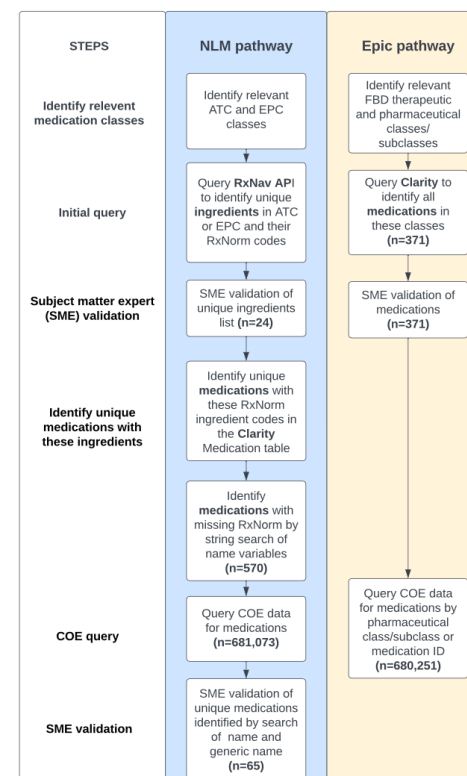 STEPS
NLM pathway
Epic pathway
Identify relevent
medication classes
Identify relevant
ATC and EPC
classes
Identify relevant
FBD therapeutic
and pharmaceutical
classes/
subclasses
Initial query
Query RxNav API
to identify unique
ingredients in ATC
or EPC and their
RxNorm codes
Query Clarity to
identify all
medications in
these classes
(n=371)
Subject matter expert
(SME) validation
SME validation of
unique ingredients
list (n=24)
SME validation of
medications
(n=371)
Identify unique
medications with
these ingredients
Identify unique
medications with
these RxNorm
ingredient codes in
the Clarity
Medication table
Identify
medications with
missing RxNorm by
string search of
name variables
(n=570)
COE query
Query COE data
for medications
(n=681,073)
Query COE data
for medications by
pharmaceutical
class/subclass or
medication ID
(n=680,251)
SME validation
SME validation of
unique medications
identified by search
of name and
generic name
(n=65)